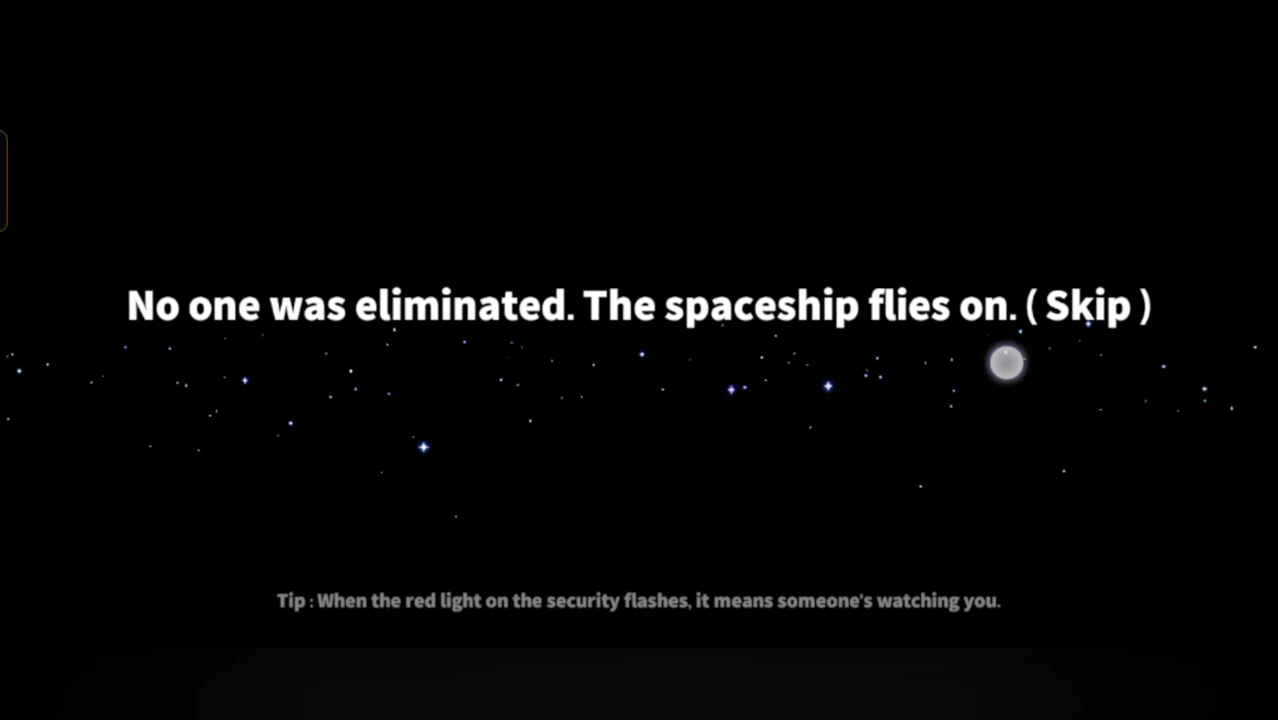 No one was eliminated. The spaceship flies on. ( Skip )
Tip : When the red light on the security flashes, it means someone's watching you.